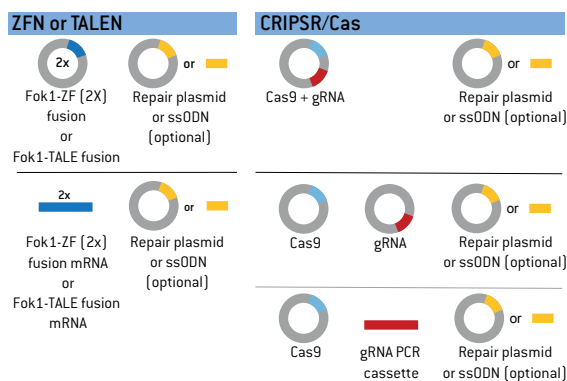 ZFN or TALEN
2x
or
Fok1-ZF (2X)
fusion
or
Fok1-TALE fusion
Repair plasmid
or ssODN
(optional)
2x
or
Fok1-ZF (2x)
fusion mRNA
or
Fok1-TALE fusion
mRNA
Repair plasmid
or ssODN
(optional)
CRIPSR/Cas
or
Cas9 + gRNA
Repair plasmid
or ssODN (optional)
or
Cas9
gRNA
Repair plasmid
or ssODN (optional)
or
Cas9
gRNA PCR
cassette
Repair plasmid
or ssODN (optional)